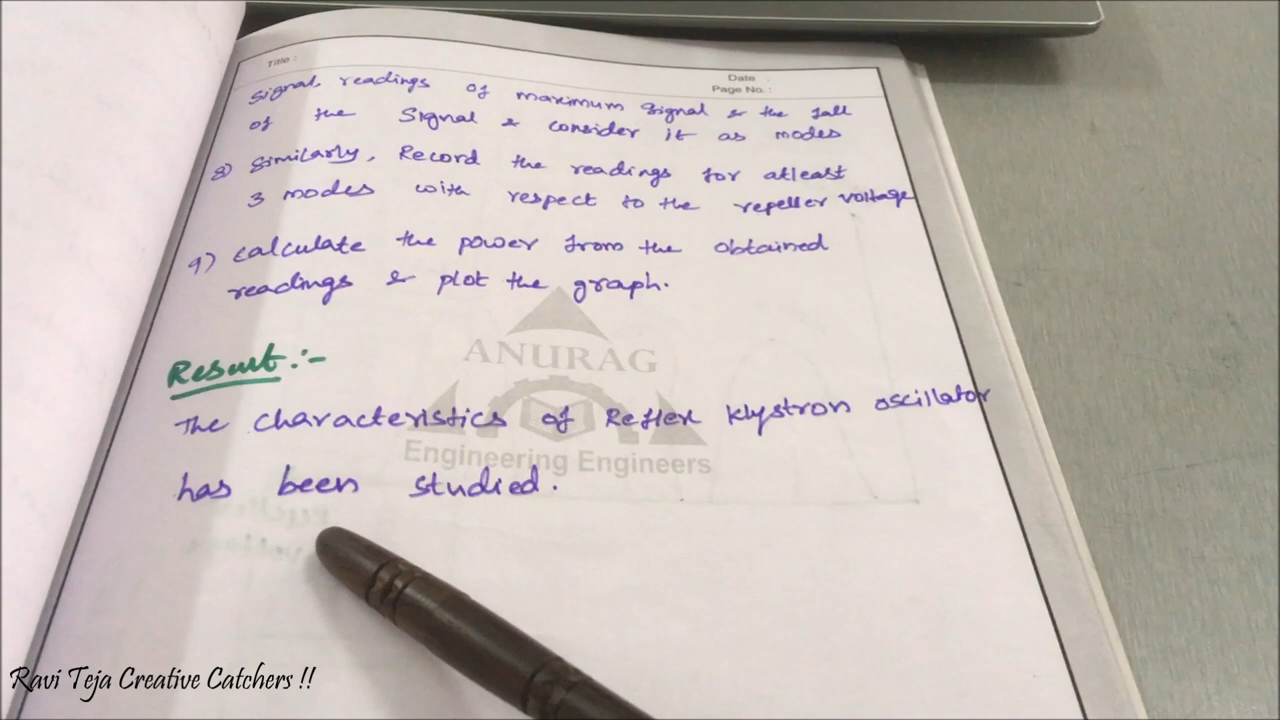 Title :
Date
Page No. :
Signal, readings of maximum signal & the fall
of the Signal & consider it as modes
8) Similarly, Record the readings for atleast
3 modes with respect to the repeller voltage
9) calculate the power from the obtained
readings & plot the graph.
Result:-
The characteristics of Reflex klystron oscillator
has been studied.
ANURAG
Engineering Engineers
Ravi Teja Creative Catchers !!